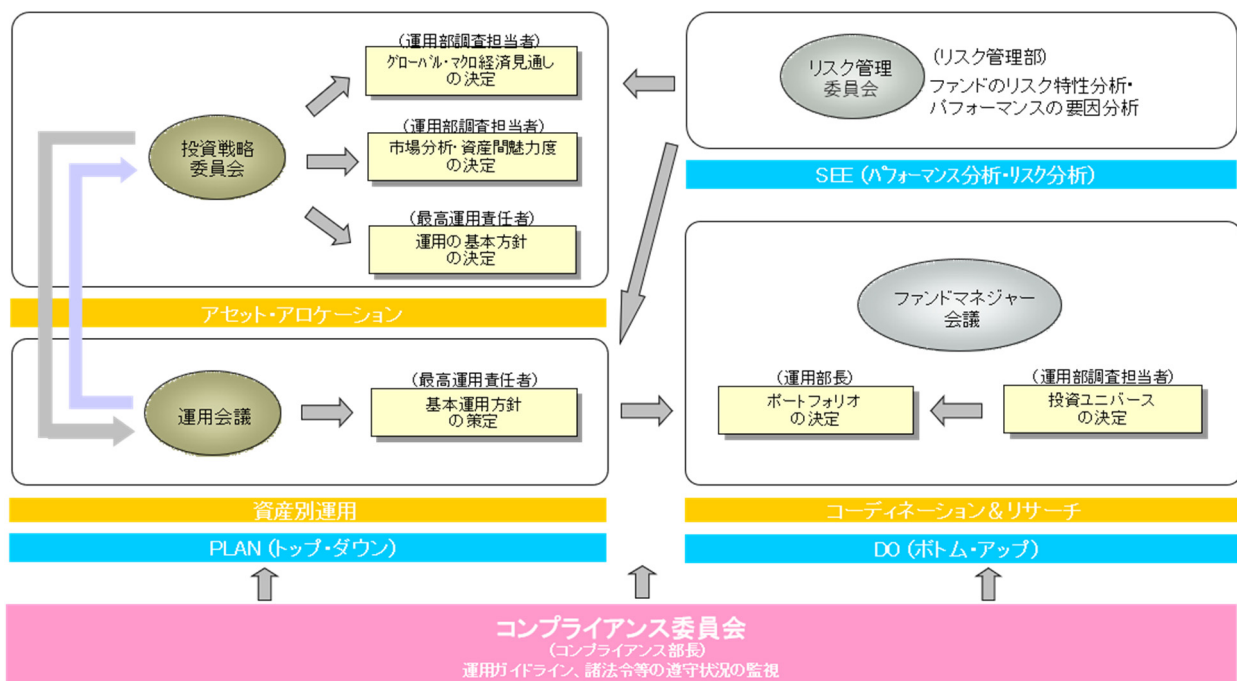 (運用部調査担当者)
グローバル・マクロ経済見通し
の決定
投資戦略
委員会
(運用部調査担当者)
市場分析・資産間魅力度
の決定
(最高運用責任者)
運用の基本方針
の決定
アセット・アロケーション
リスク管理
委員会
(リスク管理部)
ファンドのリスク特性分析・
パフォーマンスの要因分析
SEE (パフォーマンス分析・リスク分析)
運用会議
(最高運用責任者)
基本運用方針
の策定
資産別運用
PLAN (トップ・ダウン)
ファンドマネジャー
会議
(運用部長)
ポートフォリオ
の決定
(運用部調査担当者)
投資ユニバース
の決定
コーディネーション＆リサーチ
DO (ボトム・アップ)
コンプライアンス委員会
(コンプライアンス部長)
運用ガイドライン、諸法令等の遵守状況の監視